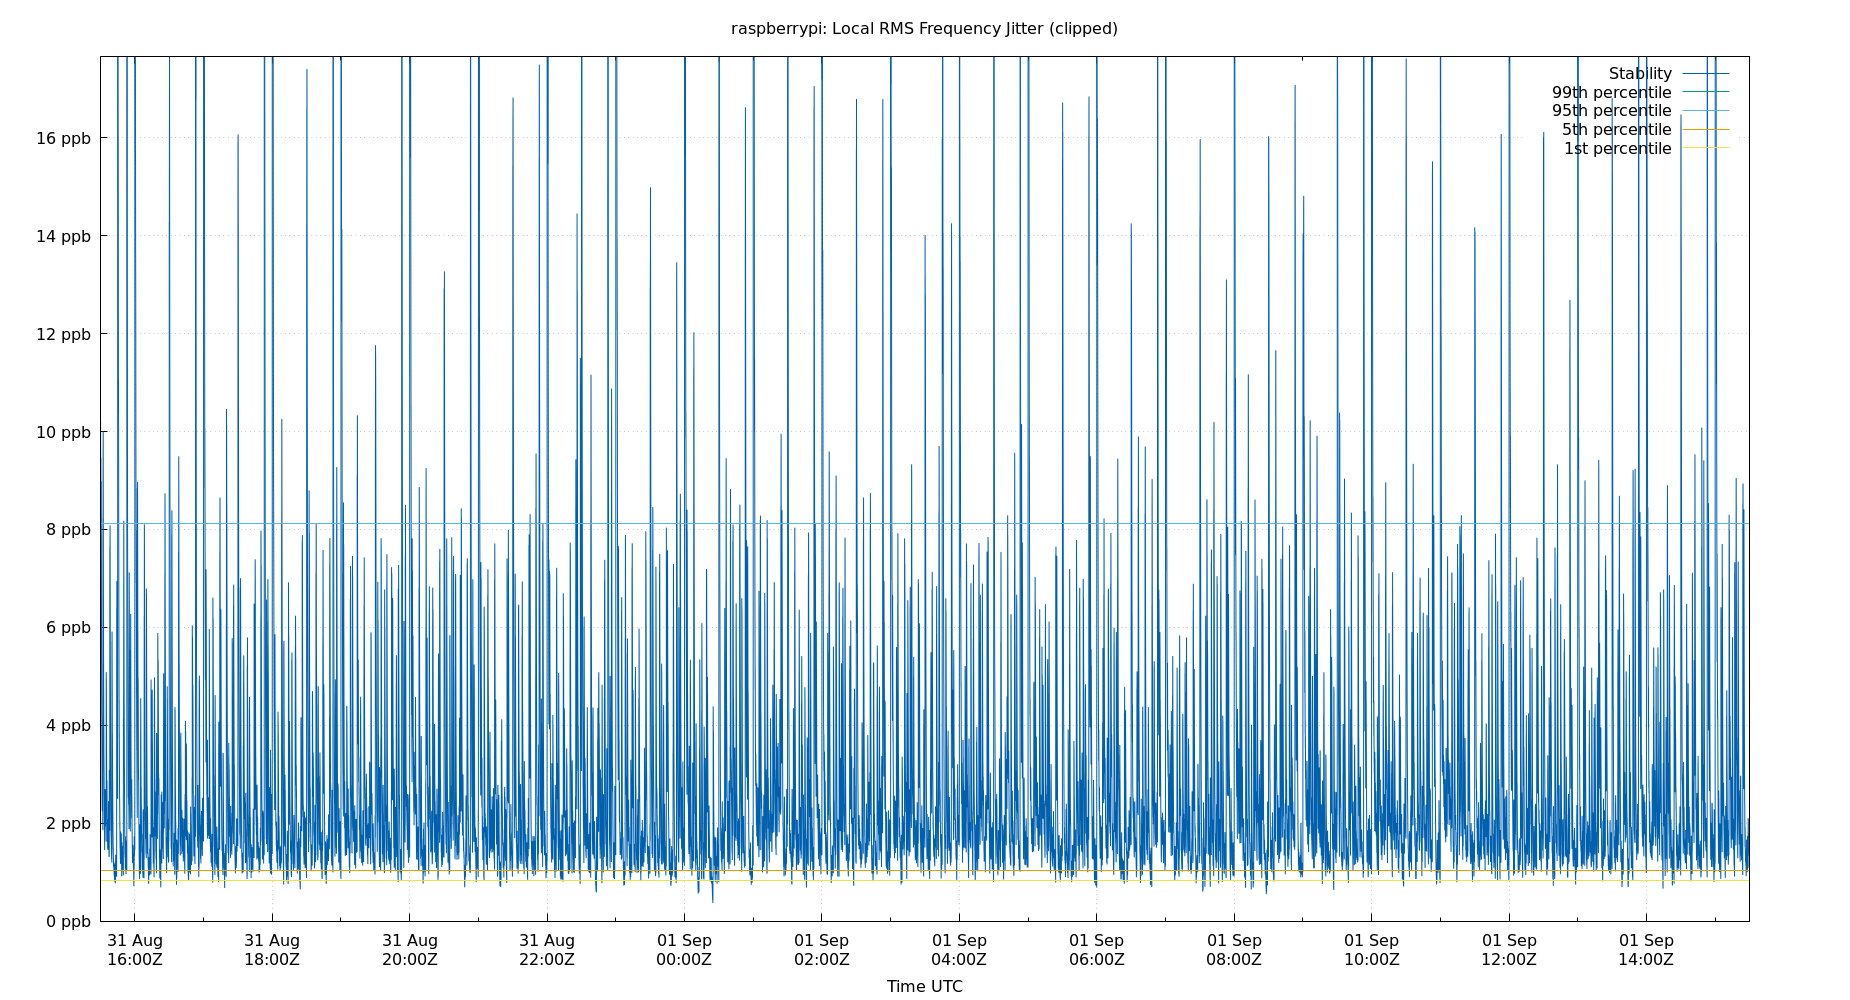 raspberrypi: Local RMS Frequency Jitter (clipped)
Stability
99th percentile
95th percentile
5th percentile
1st percentile
16 ppb
14 ppb
12 ppb
10 ppb
8 ppb
6 ppb
4 ppb
2 ppb
0 ppb
31 Aug 31 Aug 31 Aug 31 Aug 01 Sep 01 Sep 01 Sep 01 Sep 01 Sep 01 Sep 01 Sep 01 Sep
16:00Z 18:00Z 20:00Z 22:00Z 00:00Z 02:00Z 04:00Z 06:00Z 08:00Z 10:00Z 12:00Z 14:00Z
Time UTC